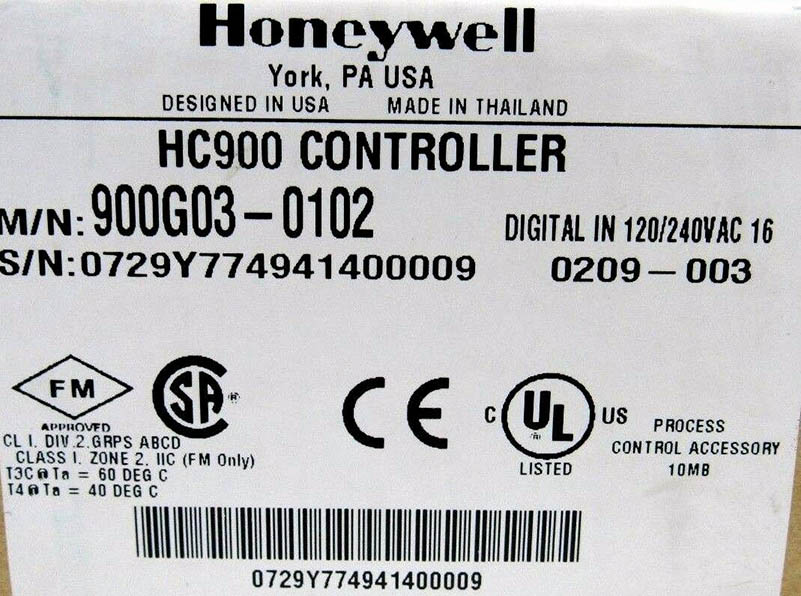 Honeywell
York, PA USA
DESIGNED IN USA MADE IN THAILAND
HC900 CONTROLLER
M/N: 900G03-0102 DIGITAL IN 120/240VAC 16
S/N:0729Y774941400009 0209-003
FM
APPROVED
CL I, DIV.2.GRPS ABCD
CLASS I, ZONE 2, IIC (FM Only)
T3C@Ta = 60 DEG C
T4@Ta = 40 DEG C
SA ®
CE
C UL US
LISTED
PROCESS
CONTROL ACCESSORY
10MB
0729Y774941400009